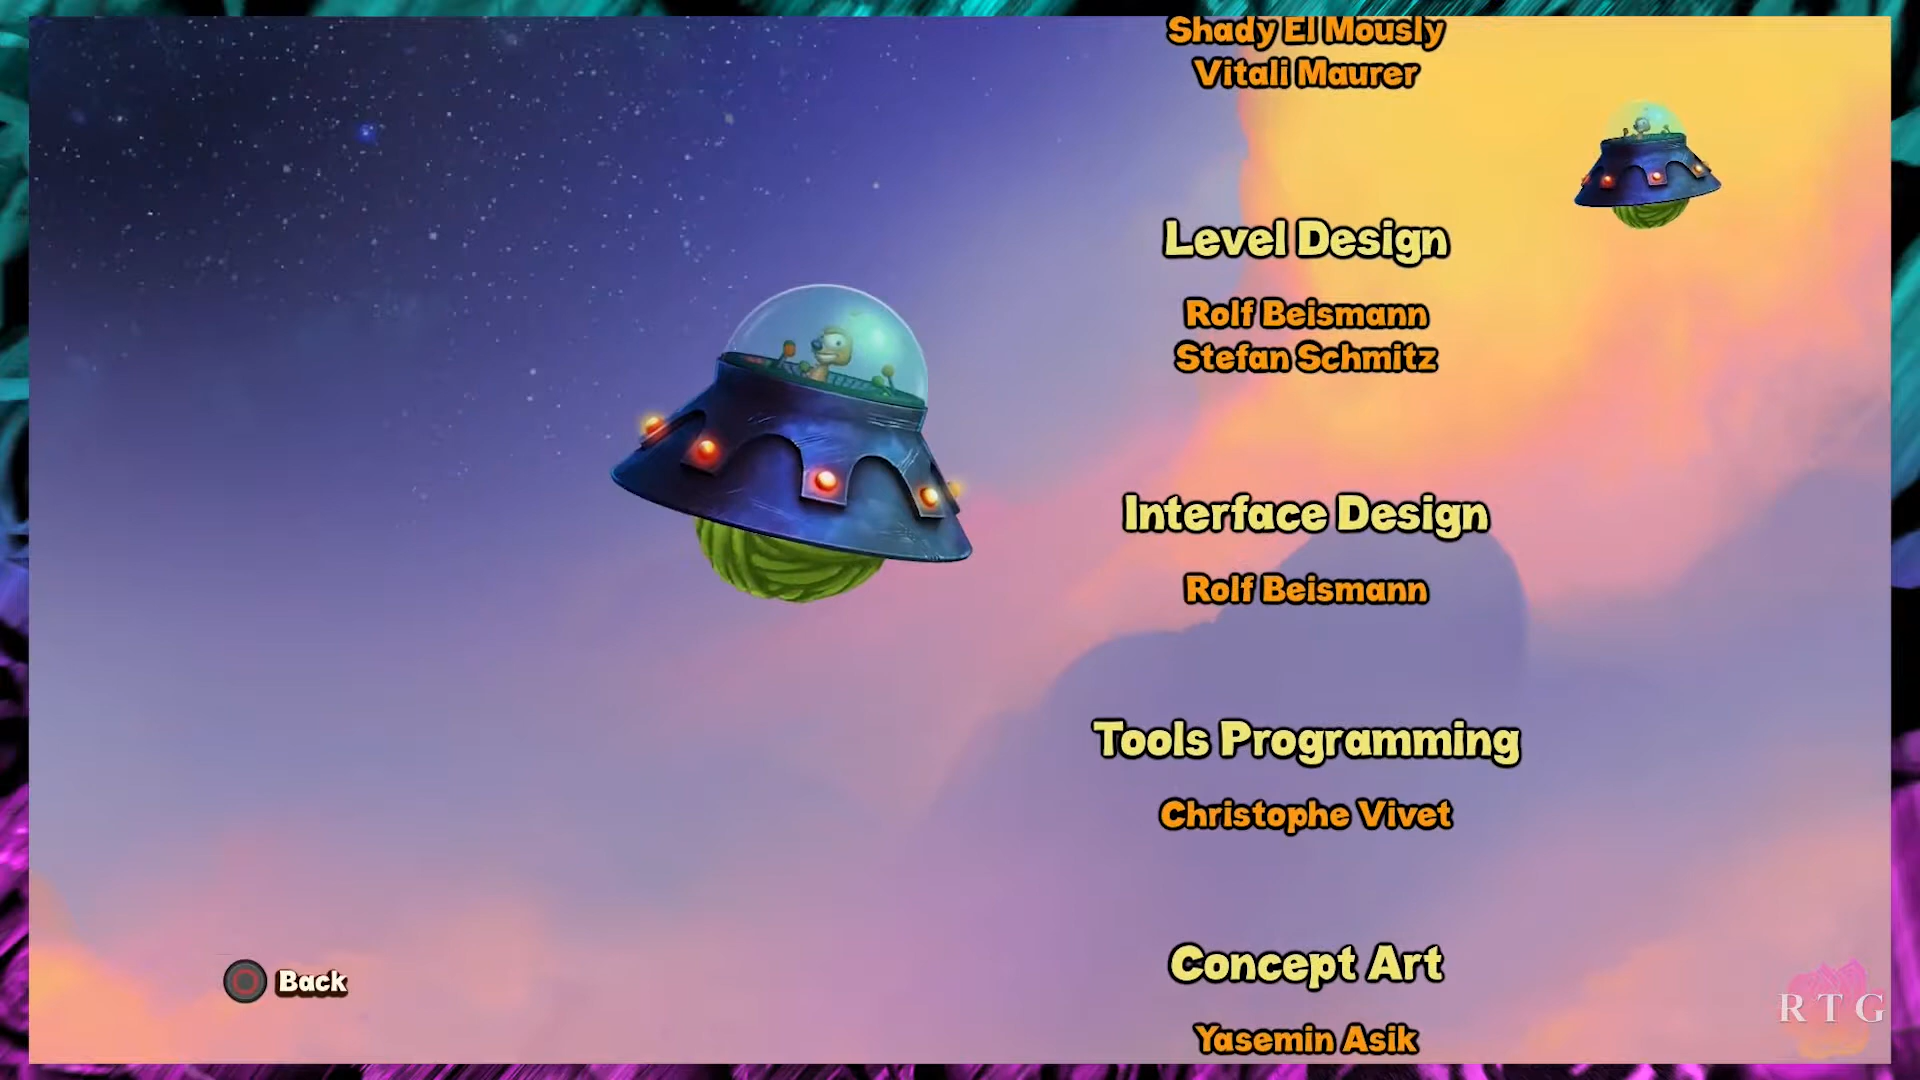 Shady El Mously
Vitali Maurer
Level Design
Rolf Beismann
Stefan Schmitz
Interface Design
Rolf Beismann
Tools Programming
Christophe Vivet
Concept Art
Yasemin Asik
Back
RTG